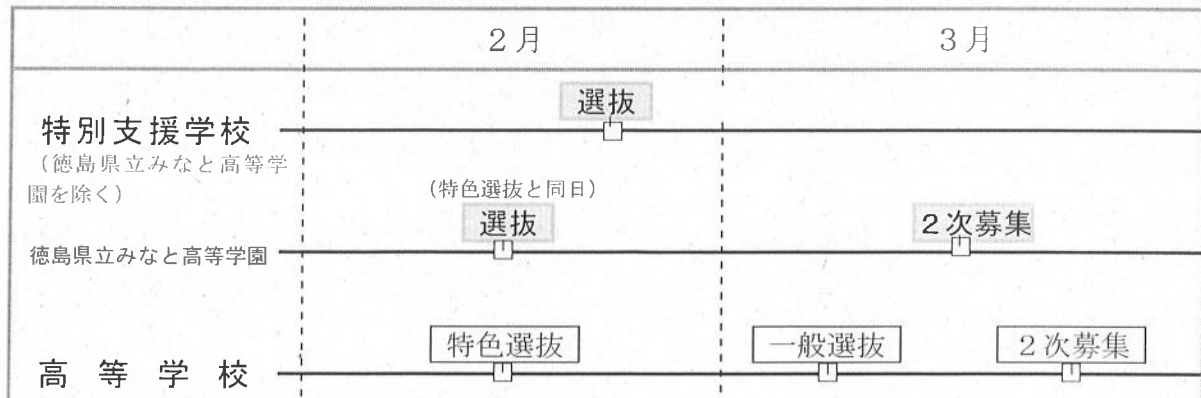 2月 3月
選抜
特別支援学校
(徳島県立みなと高等学
園を除く)
(特色選抜と同日)
選抜 2次募集
徳島県立みなと高等学園
特色選抜 一般選抜 2次募集
高等学校